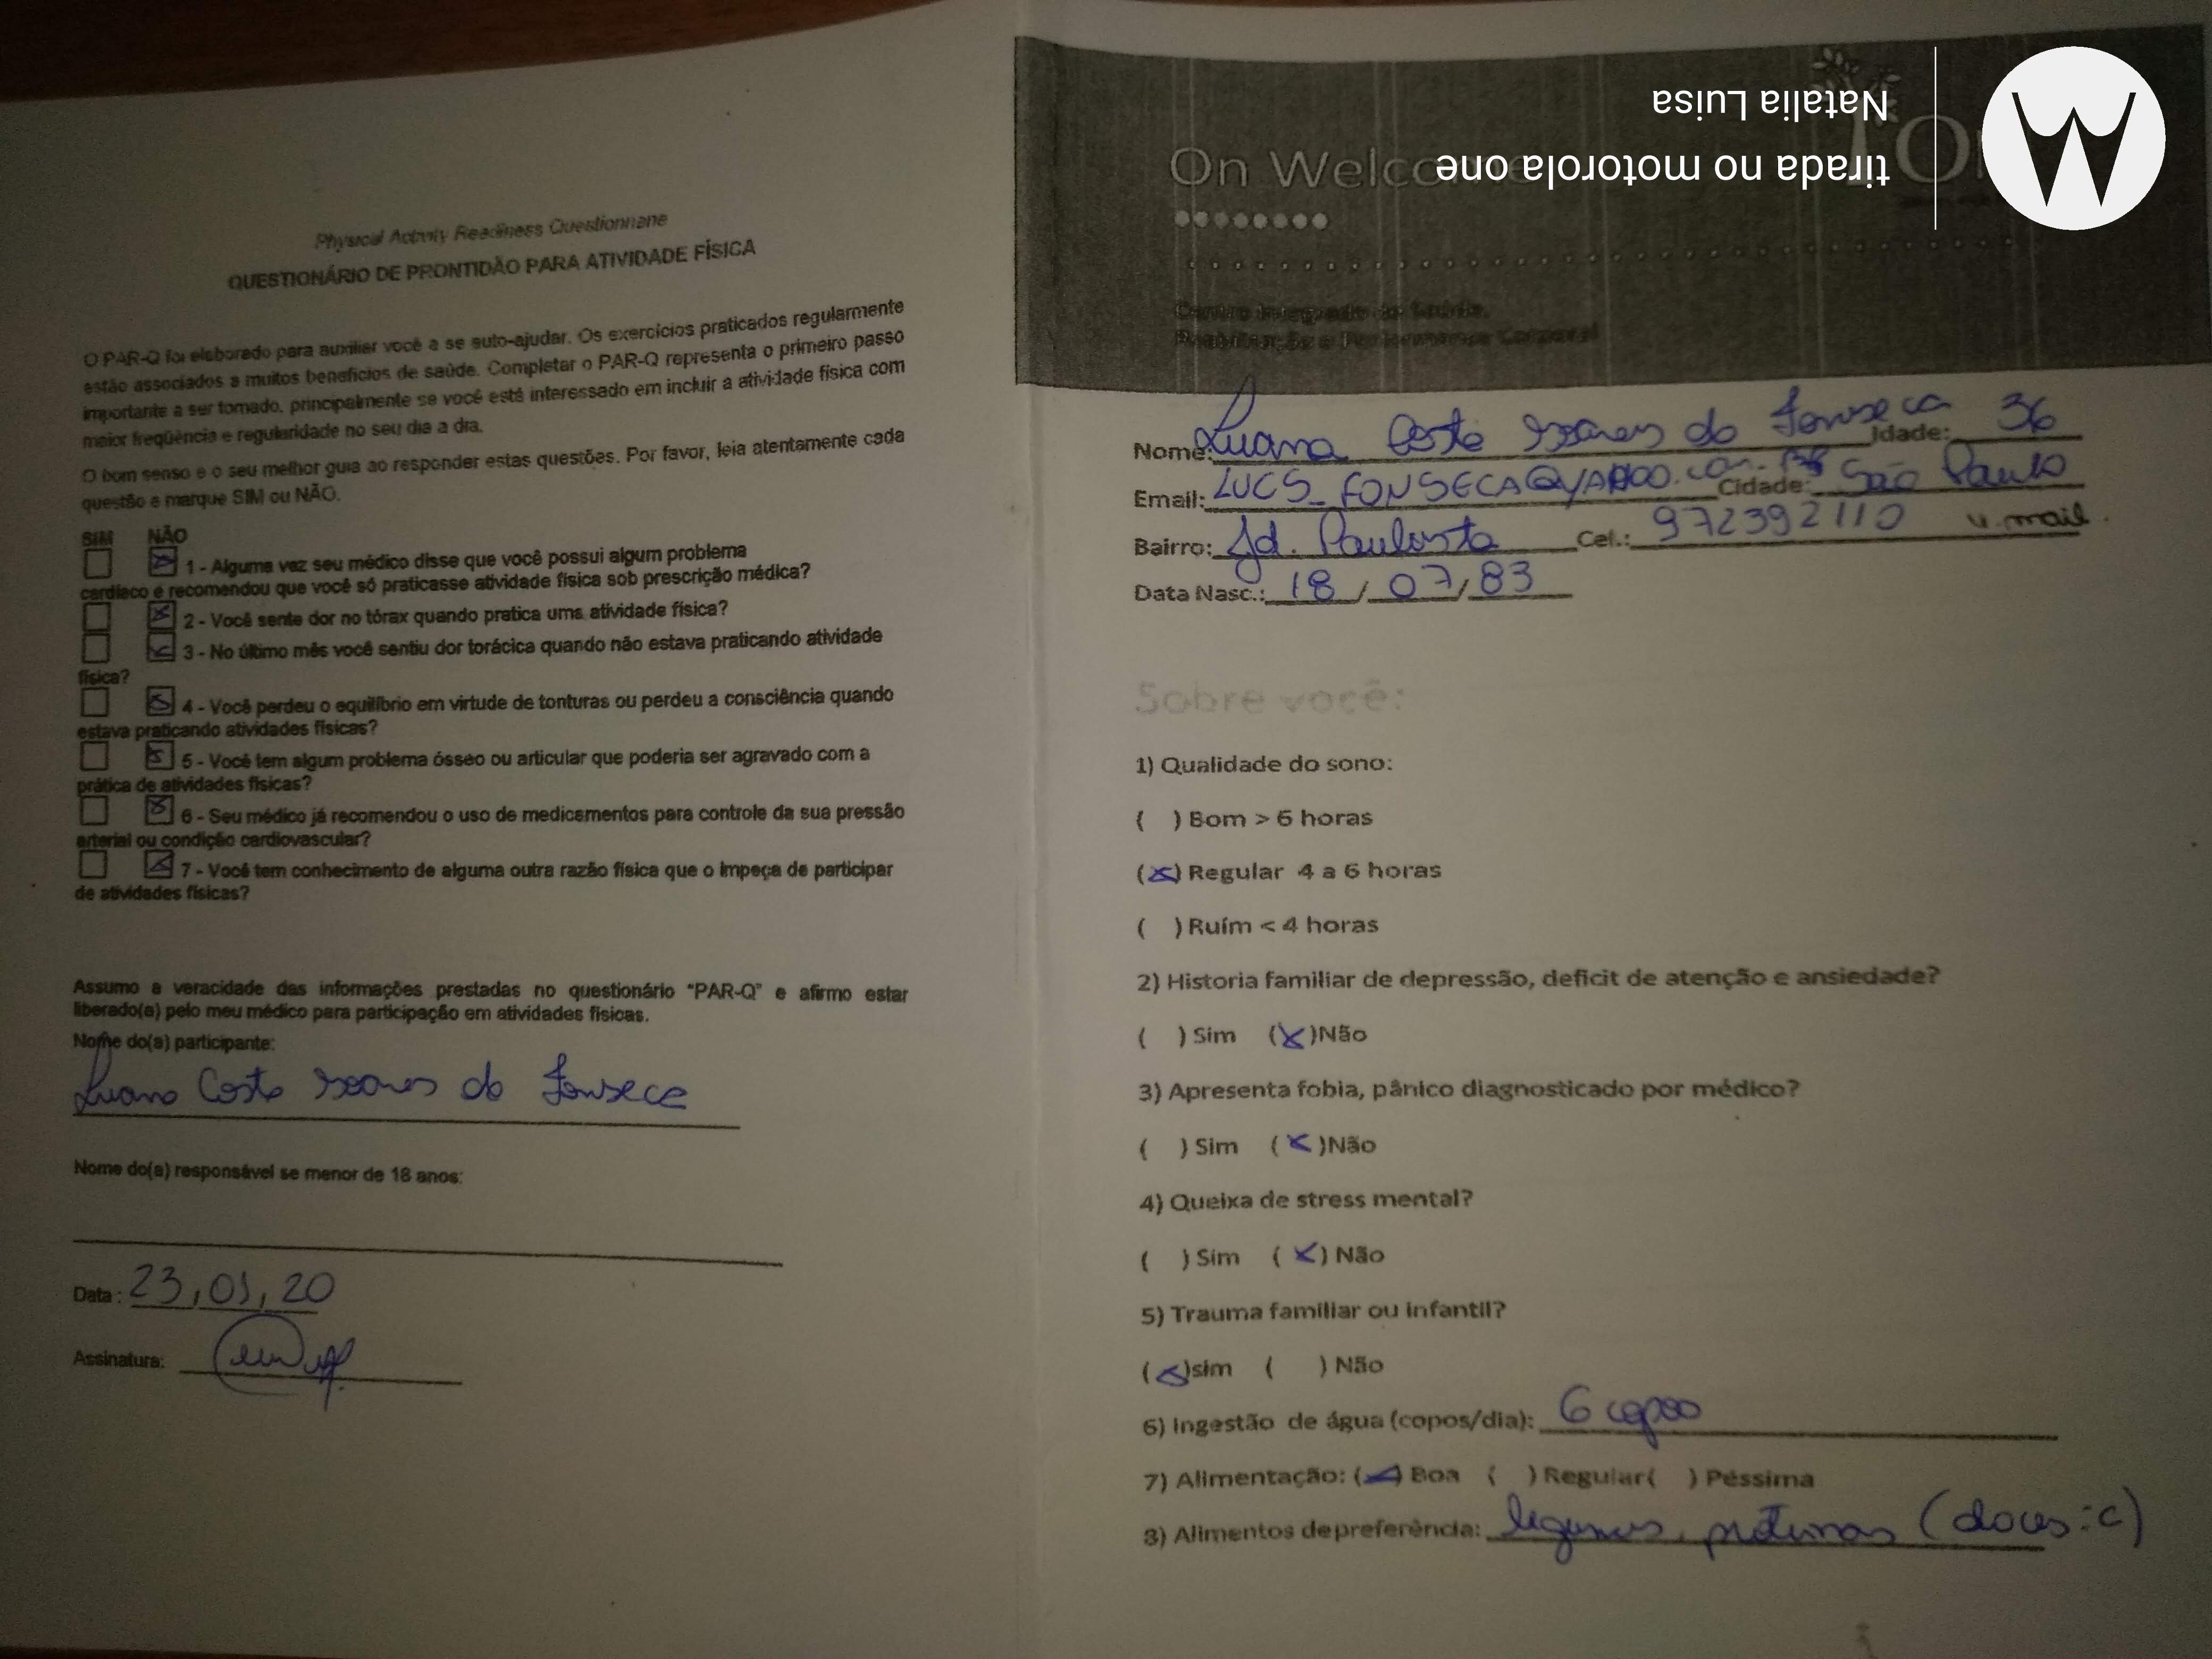 Physical Activity Readiness Questionnaire
QUESTIONÁRIO DE PRONTIDÃO PARA ATIVIDADE FÍSICA
O PAR-Q foi elaborado para auxiliar você a se auto-ajudar. Os exercícios praticados regularmente
estão associados a muitos benefícios de saúde. Completar o PAR-Q representa o primeiro passo
importante a ser tomado, principalmente se você está interessado em incluir a atividade física com
maior freqüência e regularidade no seu dia a dia.
O bom senso e o seu melhor guia ao responder estas questões. Por favor, leia atentamente cada
questão e marque SIM ou NÃO.
SIM NÃO
1 - Alguma vez seu médico disse que você possui algum problema
cardíaco e recomendou que você só praticasse atividade física sob prescrição médica?
2 - Você sente dor no tórax quando pratica uma atividade física?
3 - No último mês você sentiu dor torácica quando não estava praticando atividade
física?
4 - Você perdeu o equilíbrio em virtude de tonturas ou perdeu a consciência quando
estava praticando atividades físicas?
5 - Você tem algum problema ósseo ou articular que poderia ser agravado com a
prática de atividades físicas?
6 - Seu médico já recomendou o uso de medicamentos para controle da sua pressão
arterial ou condição cardiovascular?
7 - Você tem conhecimento de alguma outra razão física que o impeça de participar
de atividades físicas?
Assumo a veracidade das informações prestadas no questionário "PAR-Q" e afirmo estar
liberado(a) pelo meu médico para participação em atividades físicas.
Nome do(a) participante:
Luana Costa Soares da Fonseca
Nome do(a) responsável se menor de 18 anos:
Data: 23, 01, 20
Assinatura:
On Welcome
Centro Integrado de Saúde,
Nome: Luana Costa Soares da Fonseca Idade: 36
Email: LUCS_FONSECA@YAHOO.com.br Cidade: São Paulo
Bairro: Jd. Paulista Cel.: 972392110
Data Nasc.: 18 / 07 / 83
Sobre você:
1) Qualidade do sono:
( ) Bom > 6 horas
(x) Regular 4 a 6 horas
( ) Ruím < 4 horas
2) Historia familiar de depressão, deficit de atenção e ansiedade?
( ) Sim (x)Não
3) Apresenta fobia, pânico diagnosticado por médico?
( ) Sim (x)Não
4) Queixa de stress mental?
( ) Sim (x) Não
5) Trauma familiar ou infantil?
(x)sim ( ) Não
6) Ingestão de água (copos/dia): 6 copos
7) Alimentação: (x) Boa ( ) Regular( ) Péssima
8) Alimentos de preferência: legumes, proteinas (doces :c)
tirada no motorola one
Natalia Luisa